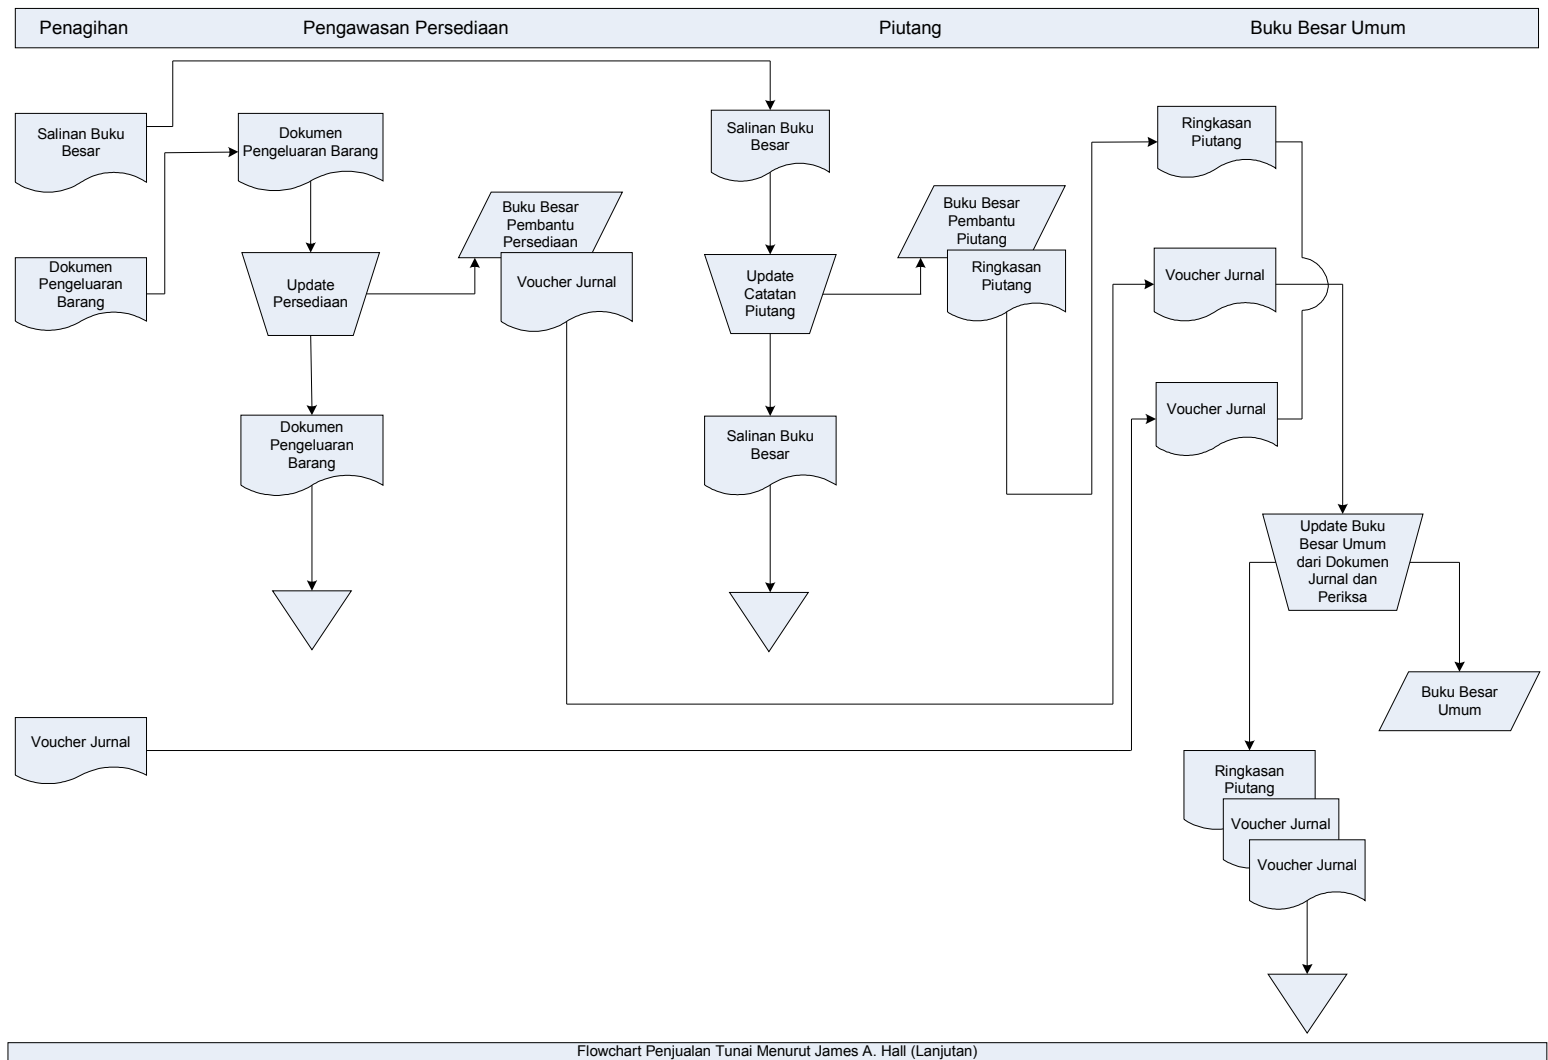 Penagihan
Pengawasan Persediaan
Piutang
Buku Besar Umum
Salinan Buku
Besar
Dokumen
Pengeluaran
Barang
Voucher Jurnal
Dokumen
Pengeluaran Barang
Update
Persediaan
Dokumen
Pengeluaran
Barang
Buku Besar
Pembantu
Persediaan
Voucher Jurnal
Salinan Buku
Besar
Update
Catatan
Piutang
Salinan Buku
Besar
Buku Besar
Pembantu
Piutang
Ringkasan
Piutang
Ringkasan
Piutang
Voucher Jurnal
Voucher Jurnal
Update Buku
Besar Umum
dari Dokumen
Jurnal dan
Periksa
Buku Besar
Umum
Ringkasan
Piutang
Voucher Jurnal
Voucher Jurnal
Flowchart Penjualan Tunai Menurut James A. Hall (Lanjutan)